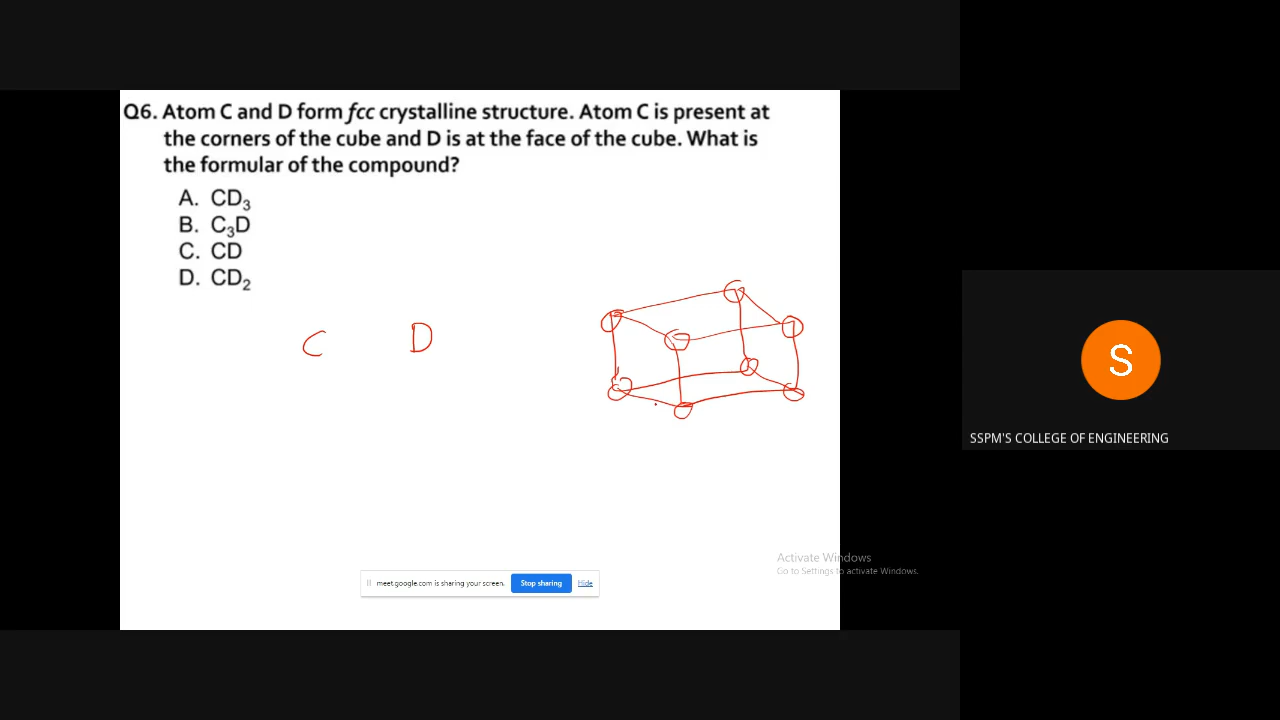 Q6. Atom C and D form fcc crystalline structure. Atom C is present at
the corners of the cube and D is at the face of the cube. What is
the formular of the compound?
A. CD₃
B. C₃D
C. CD
D. CD₂
C D
S
SSPM'S COLLEGE OF ENGINEERING
Activate Windows
Go to Settings to activate Windows.
meet.google.com is sharing your screen. Stop sharing Hide